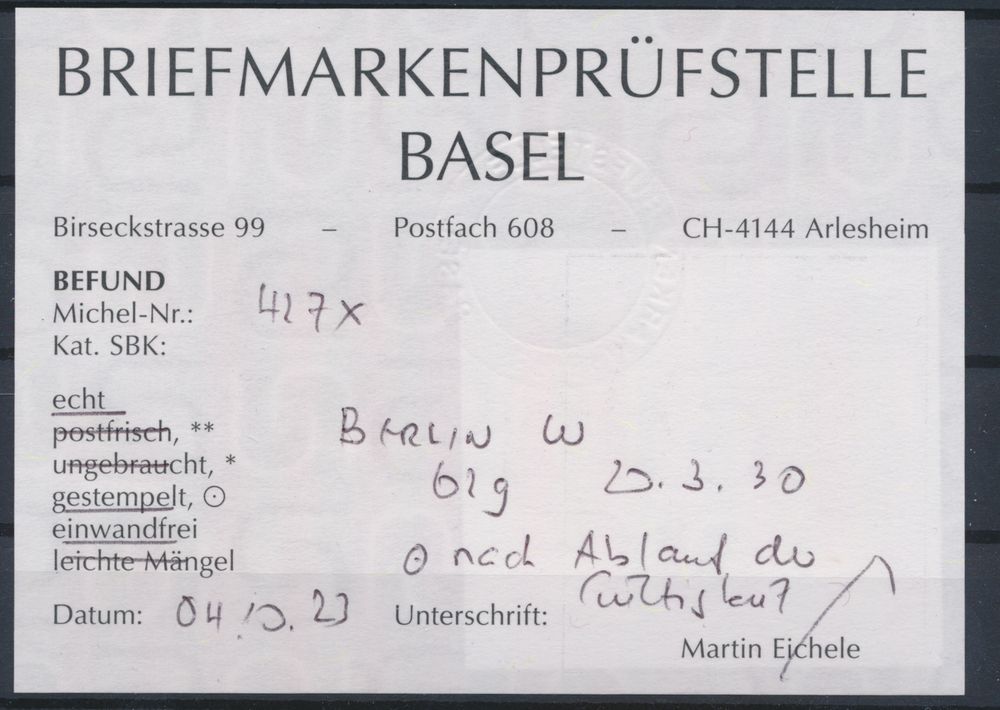 BRIEFMARKENPRÜFSTELLE
BASEL
Birseckstrasse 99 – Postfach 608 – CH-4144 Arlesheim
BEFUND
Michel-Nr.: 427x
Kat. SBK:
echt
postfrisch, **
ungebraucht, *
gestempelt, ⊙
einwandfrei
leichte Mängel
BERLIN W
62g 20.3.30
⊙ nach Ablauf der
Gültigkeit
Datum: 04.10.23 Unterschrift:
Martin Eichele